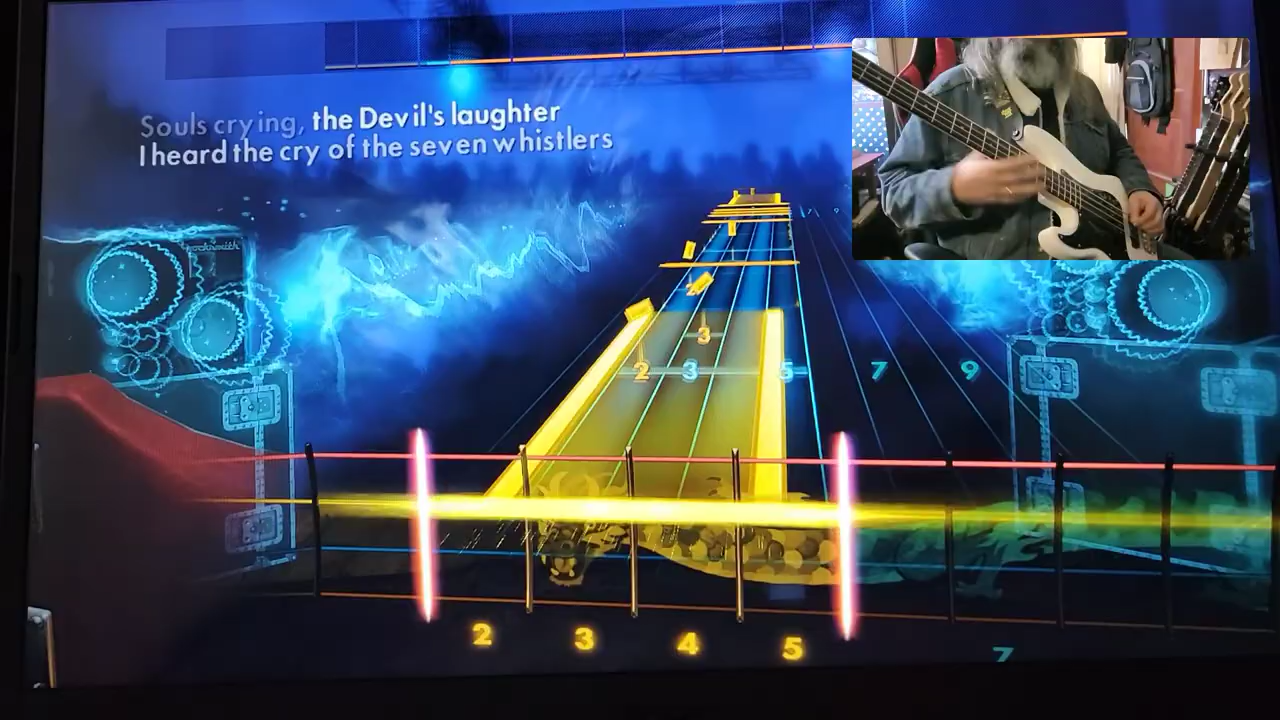 Souls crying, the Devil's laughter
I heard the cry of the seven whistlers
Rocksmith
3
2 3 5 7 9
2 3 4 5
7